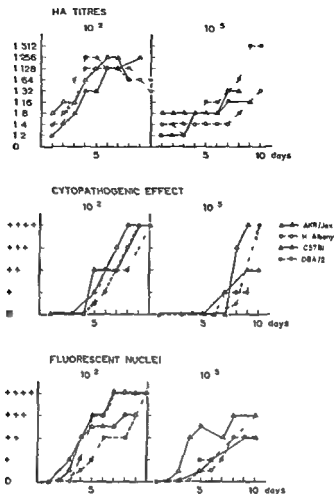 HA TITRES
10² 10⁵
1 512
1 256
1 128
1 64
1 32
1 16
1 8
1 4
1 2
0
5 5 10 days
CYTOPATHOGENIC EFFECT
10² 10⁵
++++
+++
++
+
AKR/Jax
N. Albany
C57Bl
DBA/2
5 5 10 days
FLUORESCENT NUCLEI
10² 10⁵
++++
+++
++
+
0
5 5 10 days